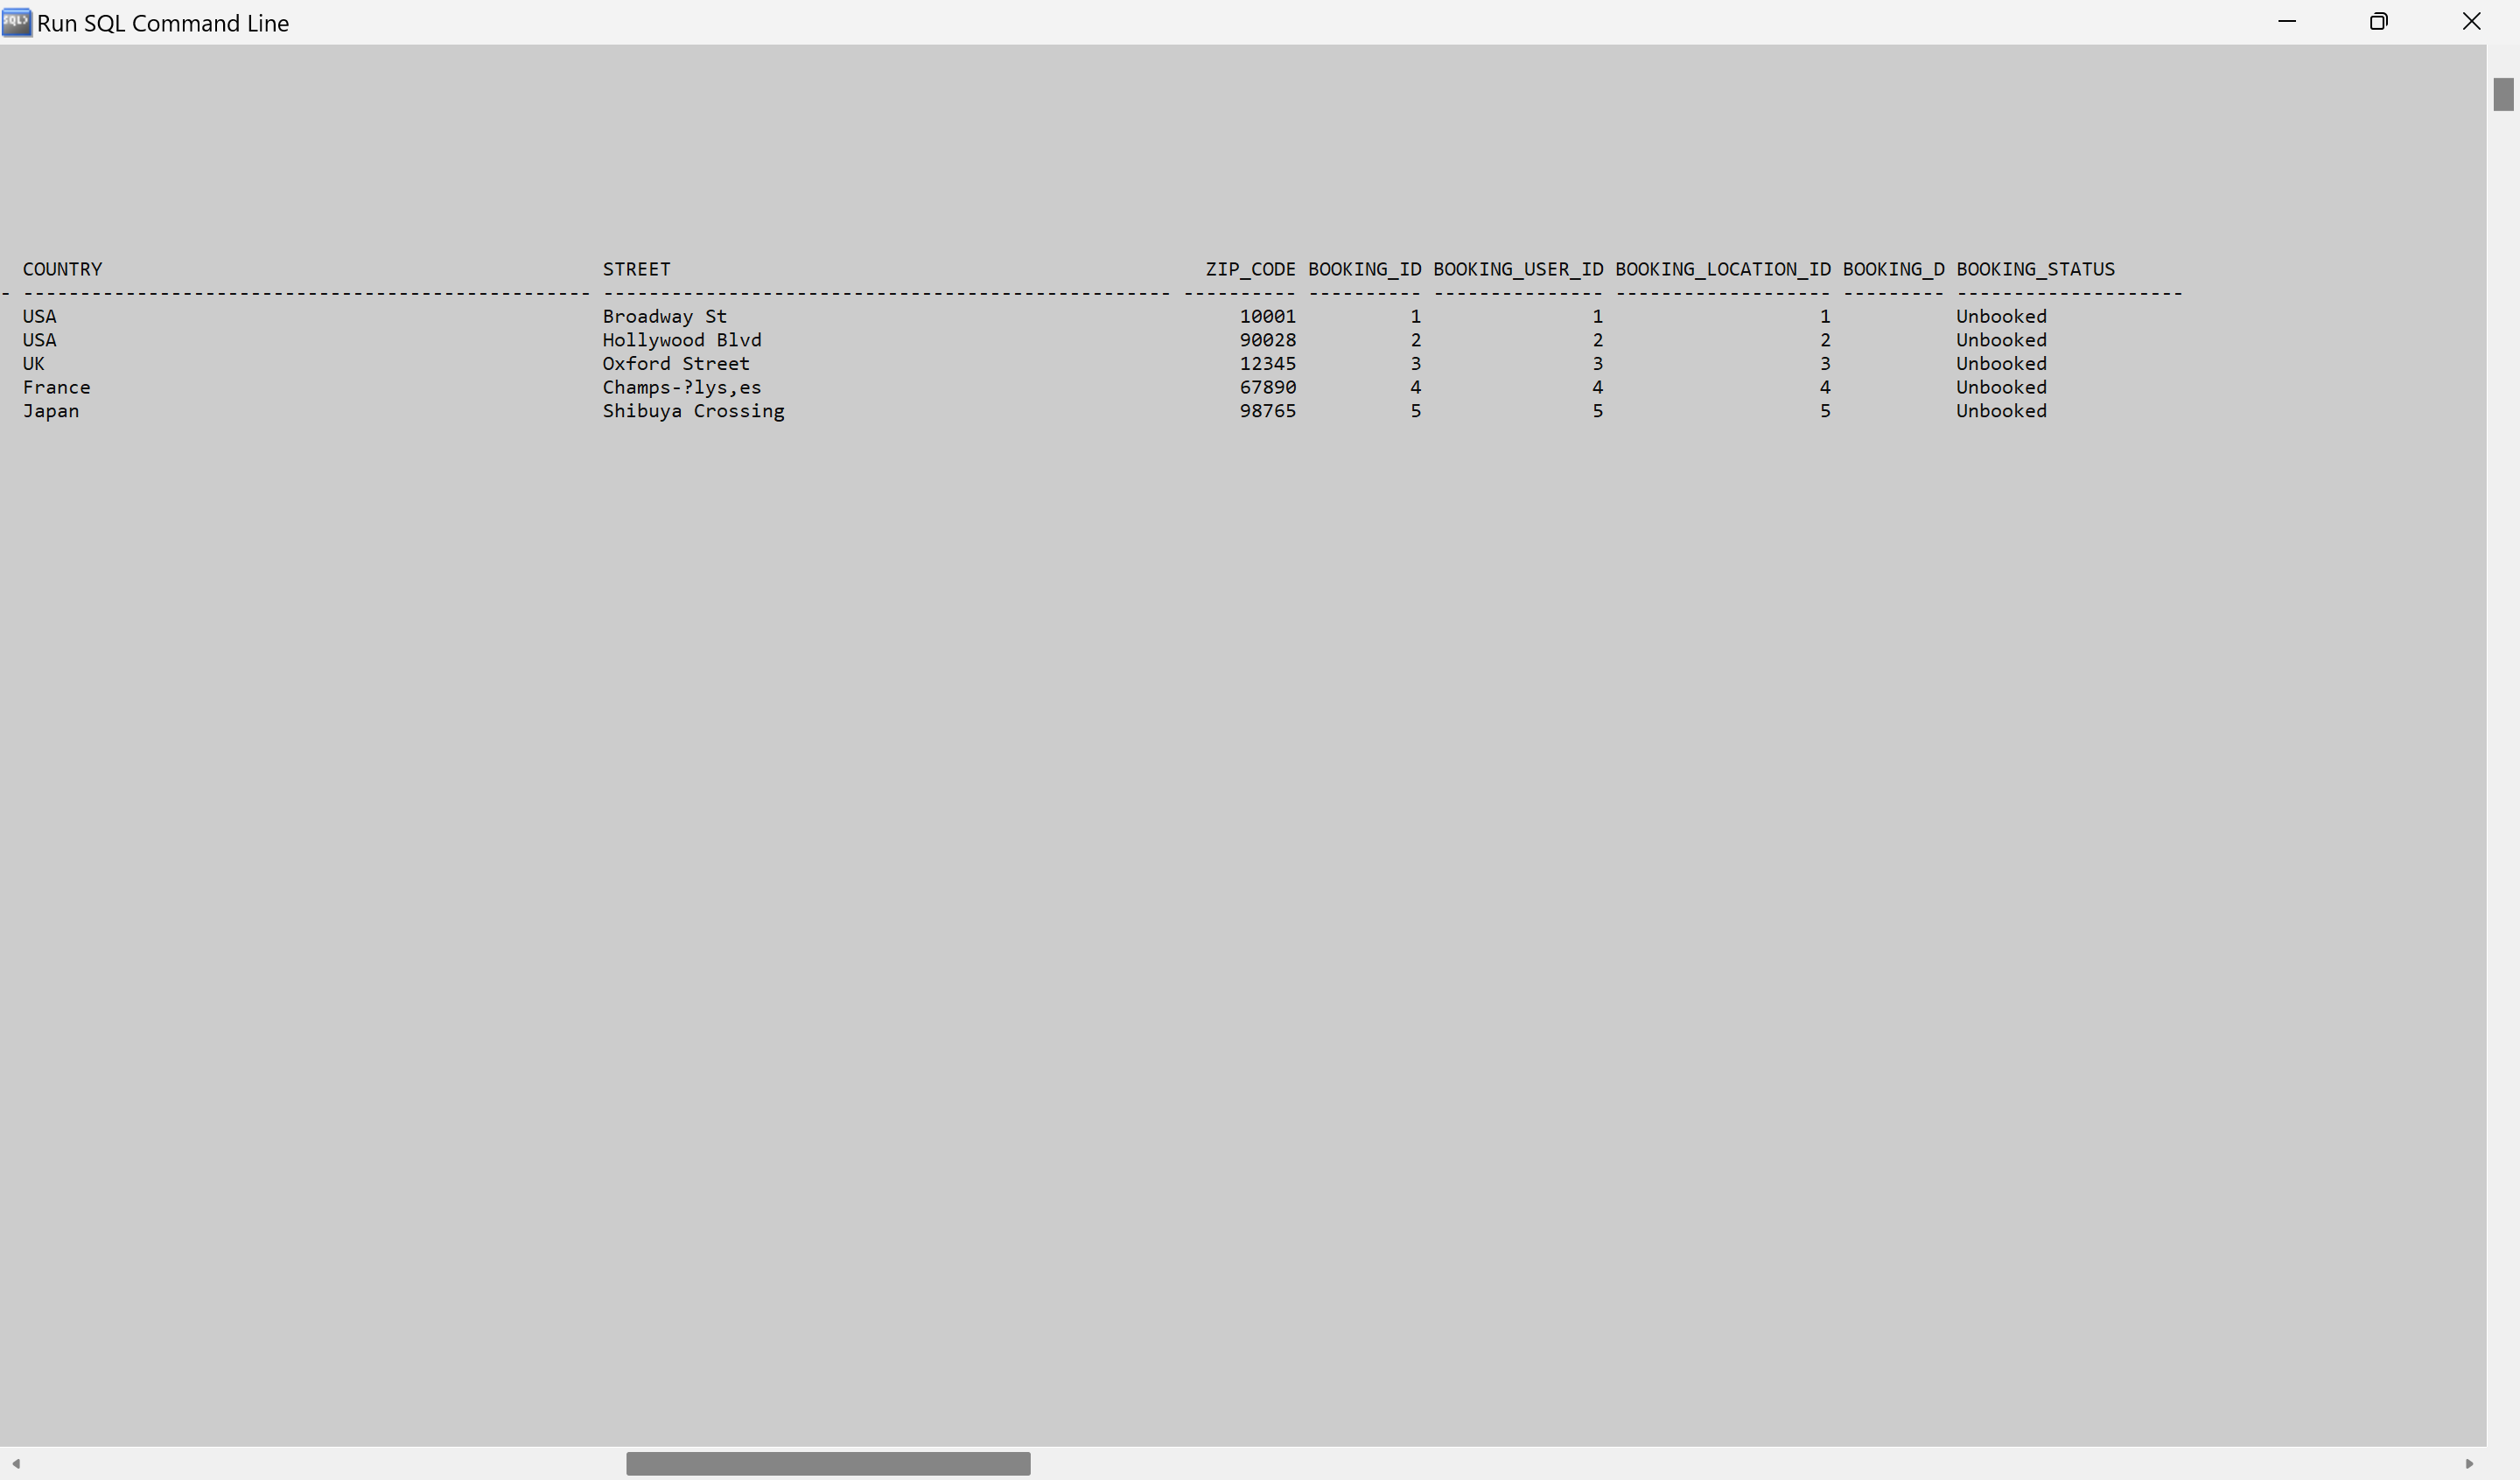 SQL> Run SQL Command Line
COUNTRY STREET ZIP_CODE BOOKING_ID BOOKING_USER_ID BOOKING_LOCATION_ID BOOKING_D BOOKING_STATUS
- -------------------------------------------------- -------------------------------------------------- ---------- ---------- --------------- ------------------- --------- --------------------
USA Broadway St 10001 1 1 1 Unbooked
USA Hollywood Blvd 90028 2 2 2 Unbooked
UK Oxford Street 12345 3 3 3 Unbooked
France Champs-?lys,es 67890 4 4 4 Unbooked
Japan Shibuya Crossing 98765 5 5 5 Unbooked